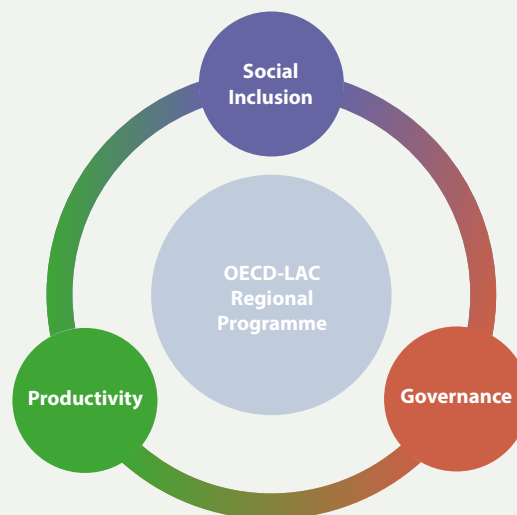 Social
Inclusion
OECD-LAC
Regional
Programme
Productivity
Governance